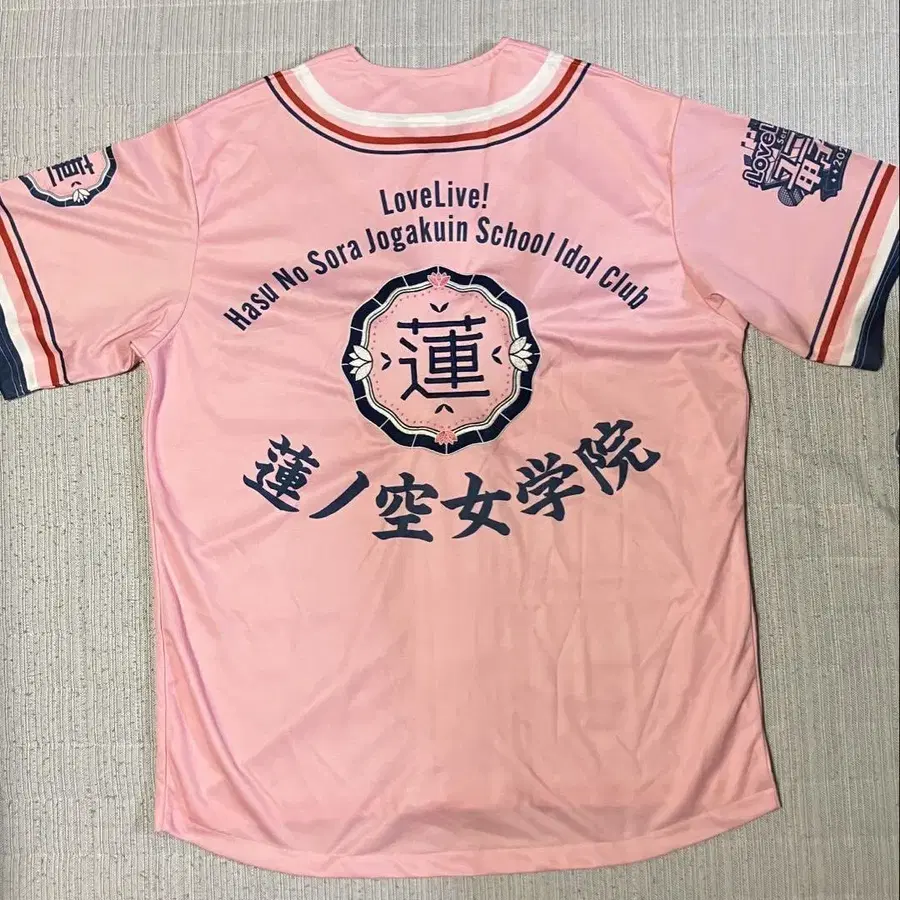 LoveLive!
Hasu No Sora Jogakuin School Idol Club
蓮
蓮ノ空女学院